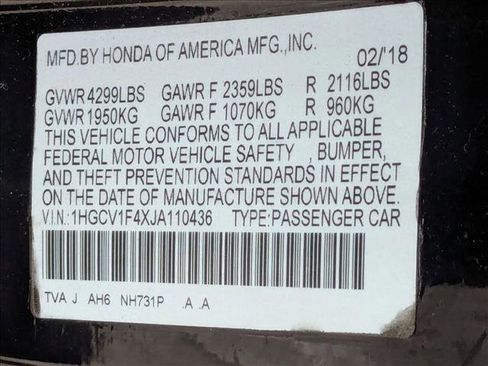 MFD.BY HONDA OF AMERICA MFG.,INC. 02/'18
GVWR 4299LBS GAWR F 2359LBS R 2116LBS
GVWR 1950KG GAWR F 1070KG R 960KG
THIS VEHICLE CONFORMS TO ALL APPLICABLE
FEDERAL MOTOR VEHICLE SAFETY , BUMPER,
AND THEFT PREVENTION STANDARDS IN EFFECT
ON THE DATE OF MANUFACTURE SHOWN ABOVE.
V.I.N.: 1HGCV1F4XJA110436 TYPE:PASSENGER CAR
TVA J AH6 NH731P .A .A